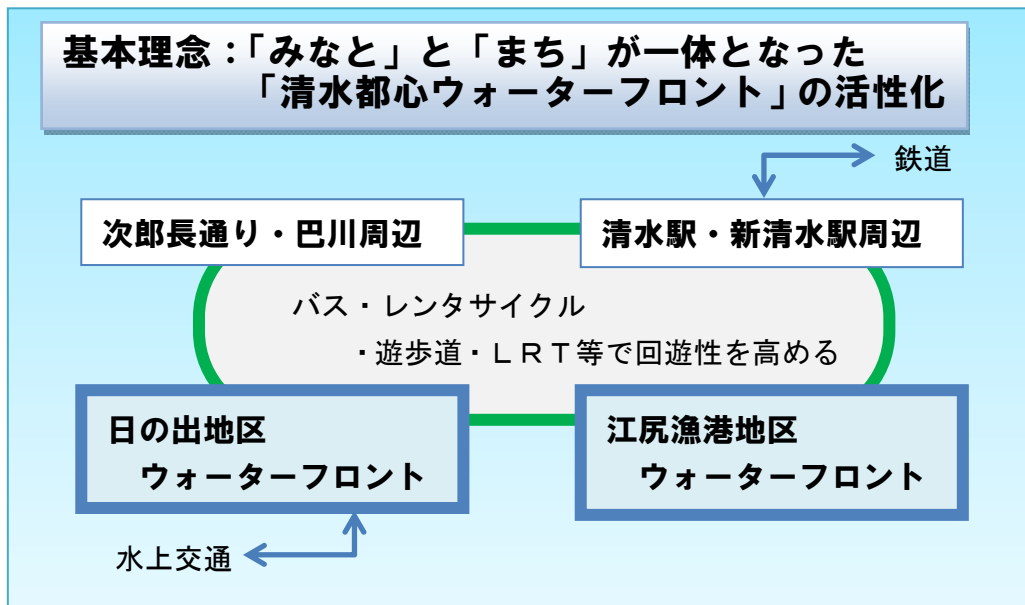 基本理念：「みなと」と「まち」が一体となった
「清水都心ウォーターフロント」の活性化
鉄道
次郎長通り・巴川周辺
清水駅・新清水駅周辺
バス・レンタサイクル
・遊歩道・ＬＲＴ等で回遊性を高める
日の出地区
ウォーターフロント
江尻漁港地区
ウォーターフロント
水上交通